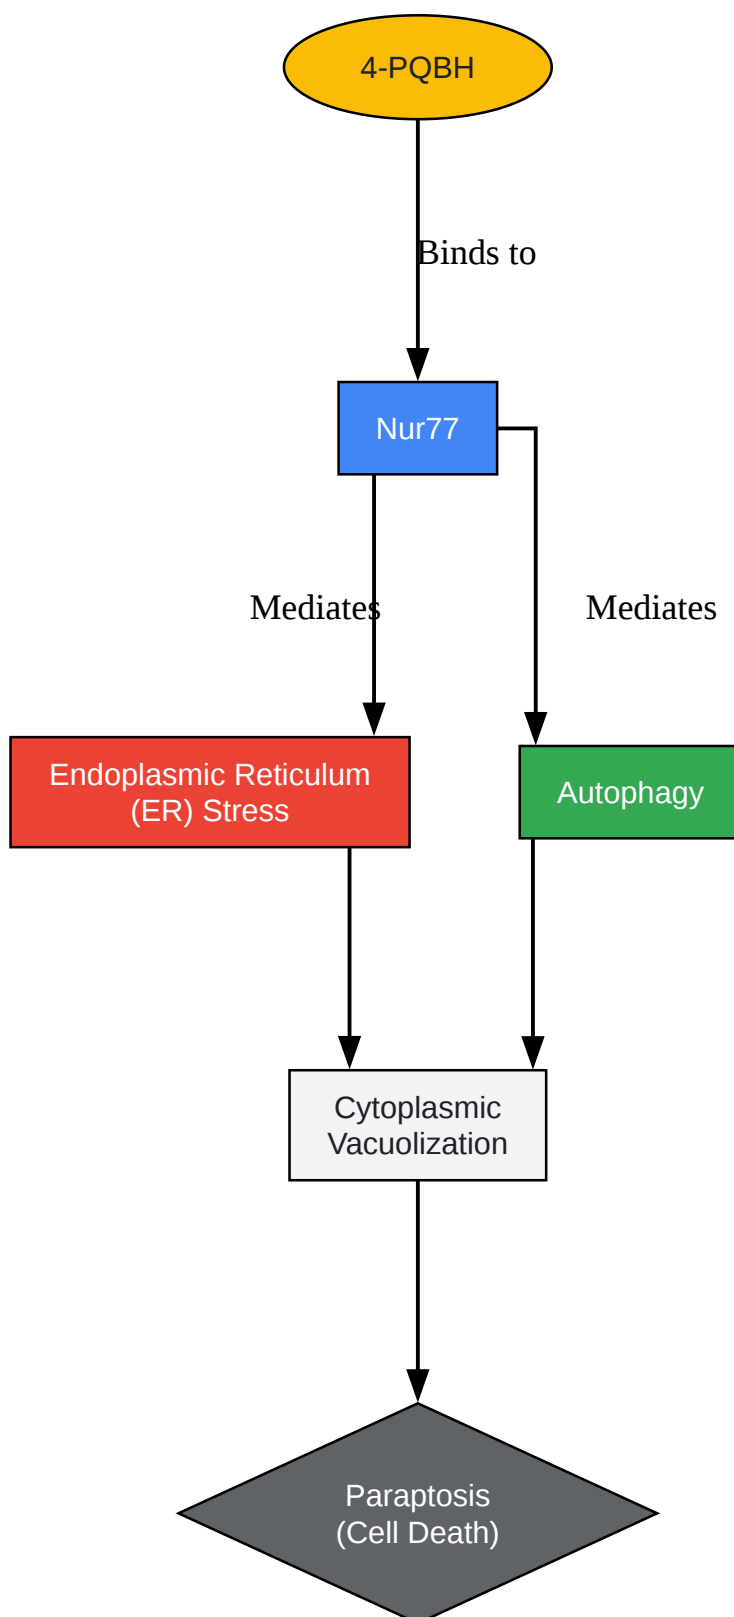 4-PQBH
Binds to
Nur77
Mediates
Mediates
Endoplasmic Reticulum
(ER) Stress
Autophagy
Cytoplasmic
Vacuolization
Paraptosis
(Cell Death)